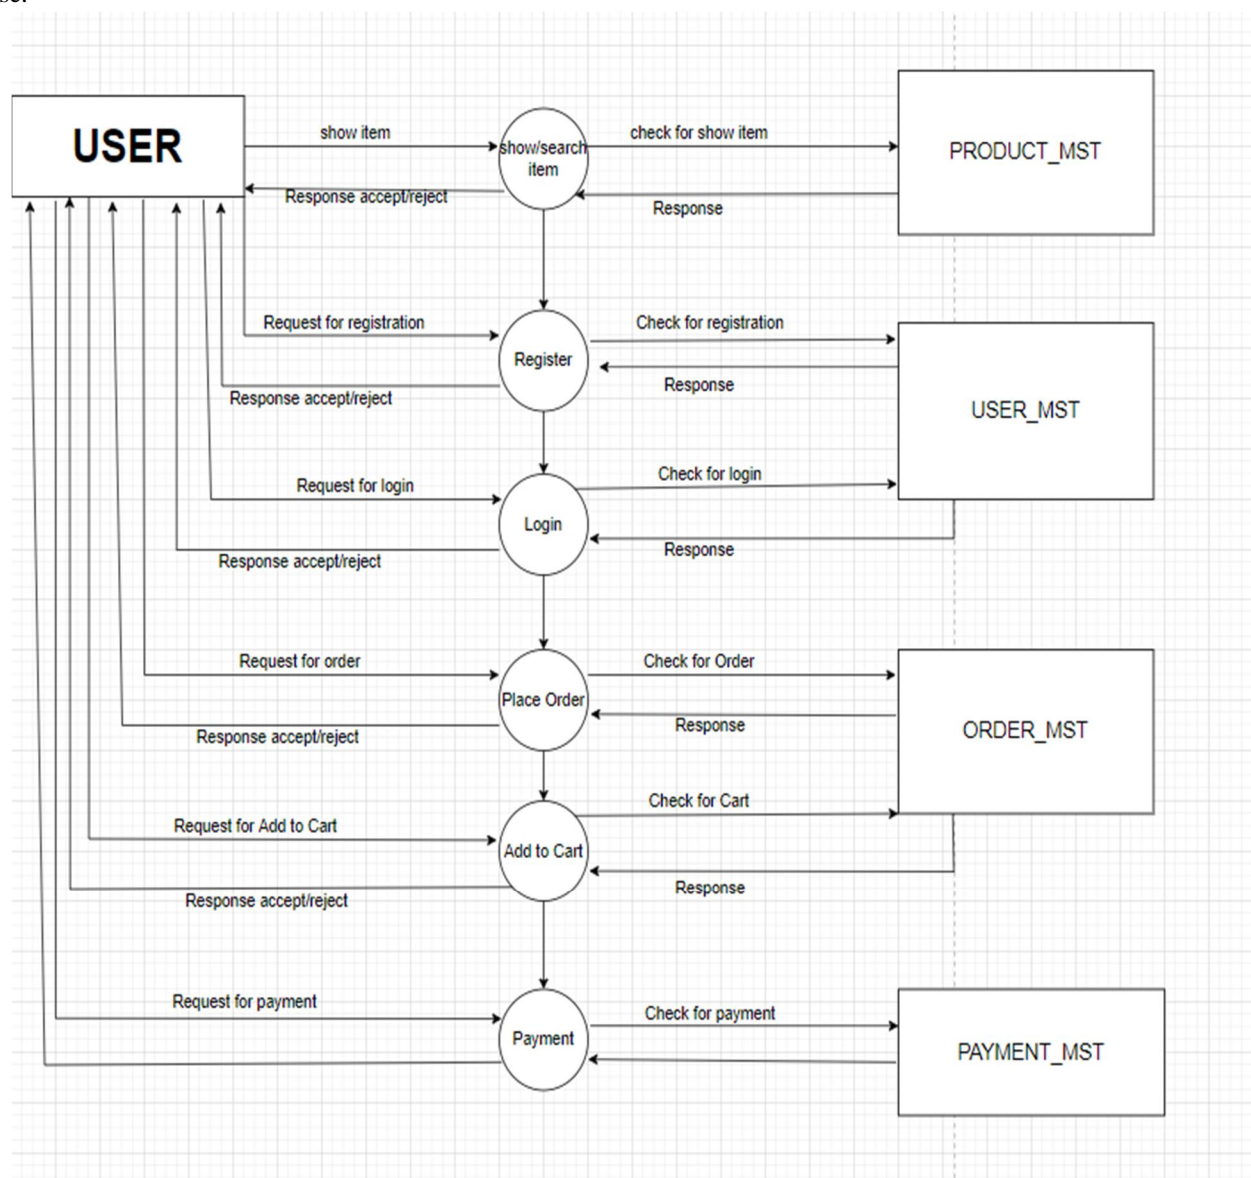 USER
show item
show/search
item
check for show item
PRODUCT_MST
Response accept/reject
Response
Request for registration
Register
Check for registration
USER_MST
Response accept/reject
Response
Request for login
Login
Check for login
Response accept/reject
Response
Request for order
Place Order
Check for Order
ORDER_MST
Response accept/reject
Response
Request for Add to Cart
Add to Cart
Check for Cart
Response accept/reject
Response
Request for payment
Payment
Check for payment
PAYMENT_MST